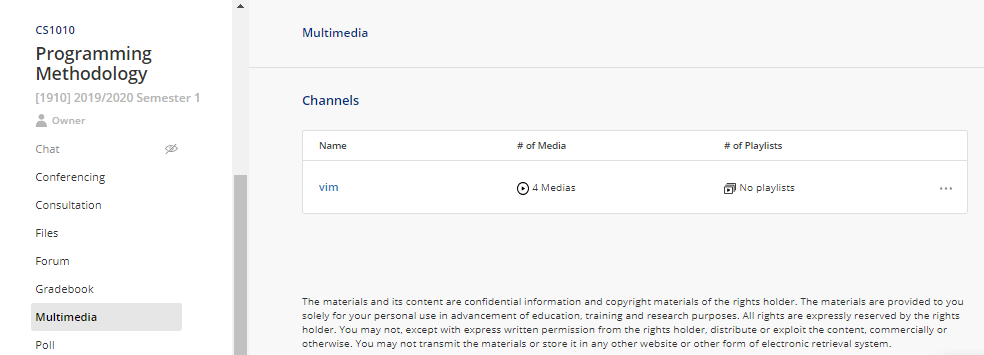 CS1010
Programming
Methodology
[1910] 2019/2020 Semester 1
Owner
Chat
Conferencing
Consultation
Files
Forum
Gradebook
Multimedia
Poll
Multimedia
Channels
Name # of Media # of Playlists
vim 4 Medias No playlists ...
The materials and its content are confidential information and copyright materials of the rights holder. The materials are provided to you
solely for your personal use in advancement of education, training and research purposes. All rights are expressly reserved by the rights
holder. You may not, except with express written permission from the rights holder, distribute or exploit the content, commercially or
otherwise. You may not transmit the materials or store it in any other website or other form of electronic retrieval system.